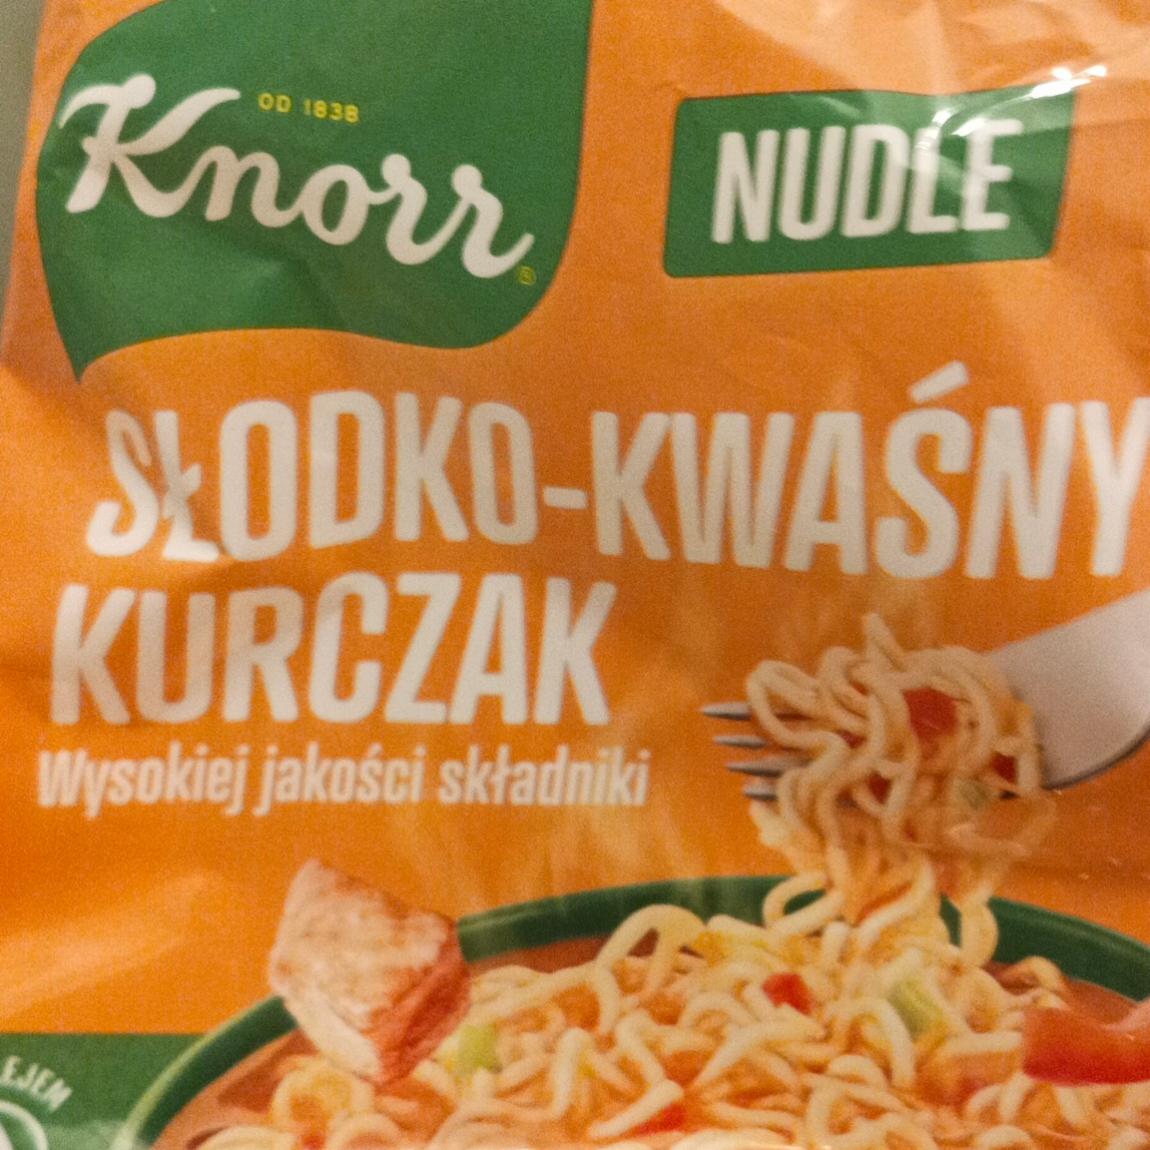 OD 1838
Knorr
NUDLE
SŁODKO-KWAŚNY
KURCZAK
Wysokiej jakości składniki